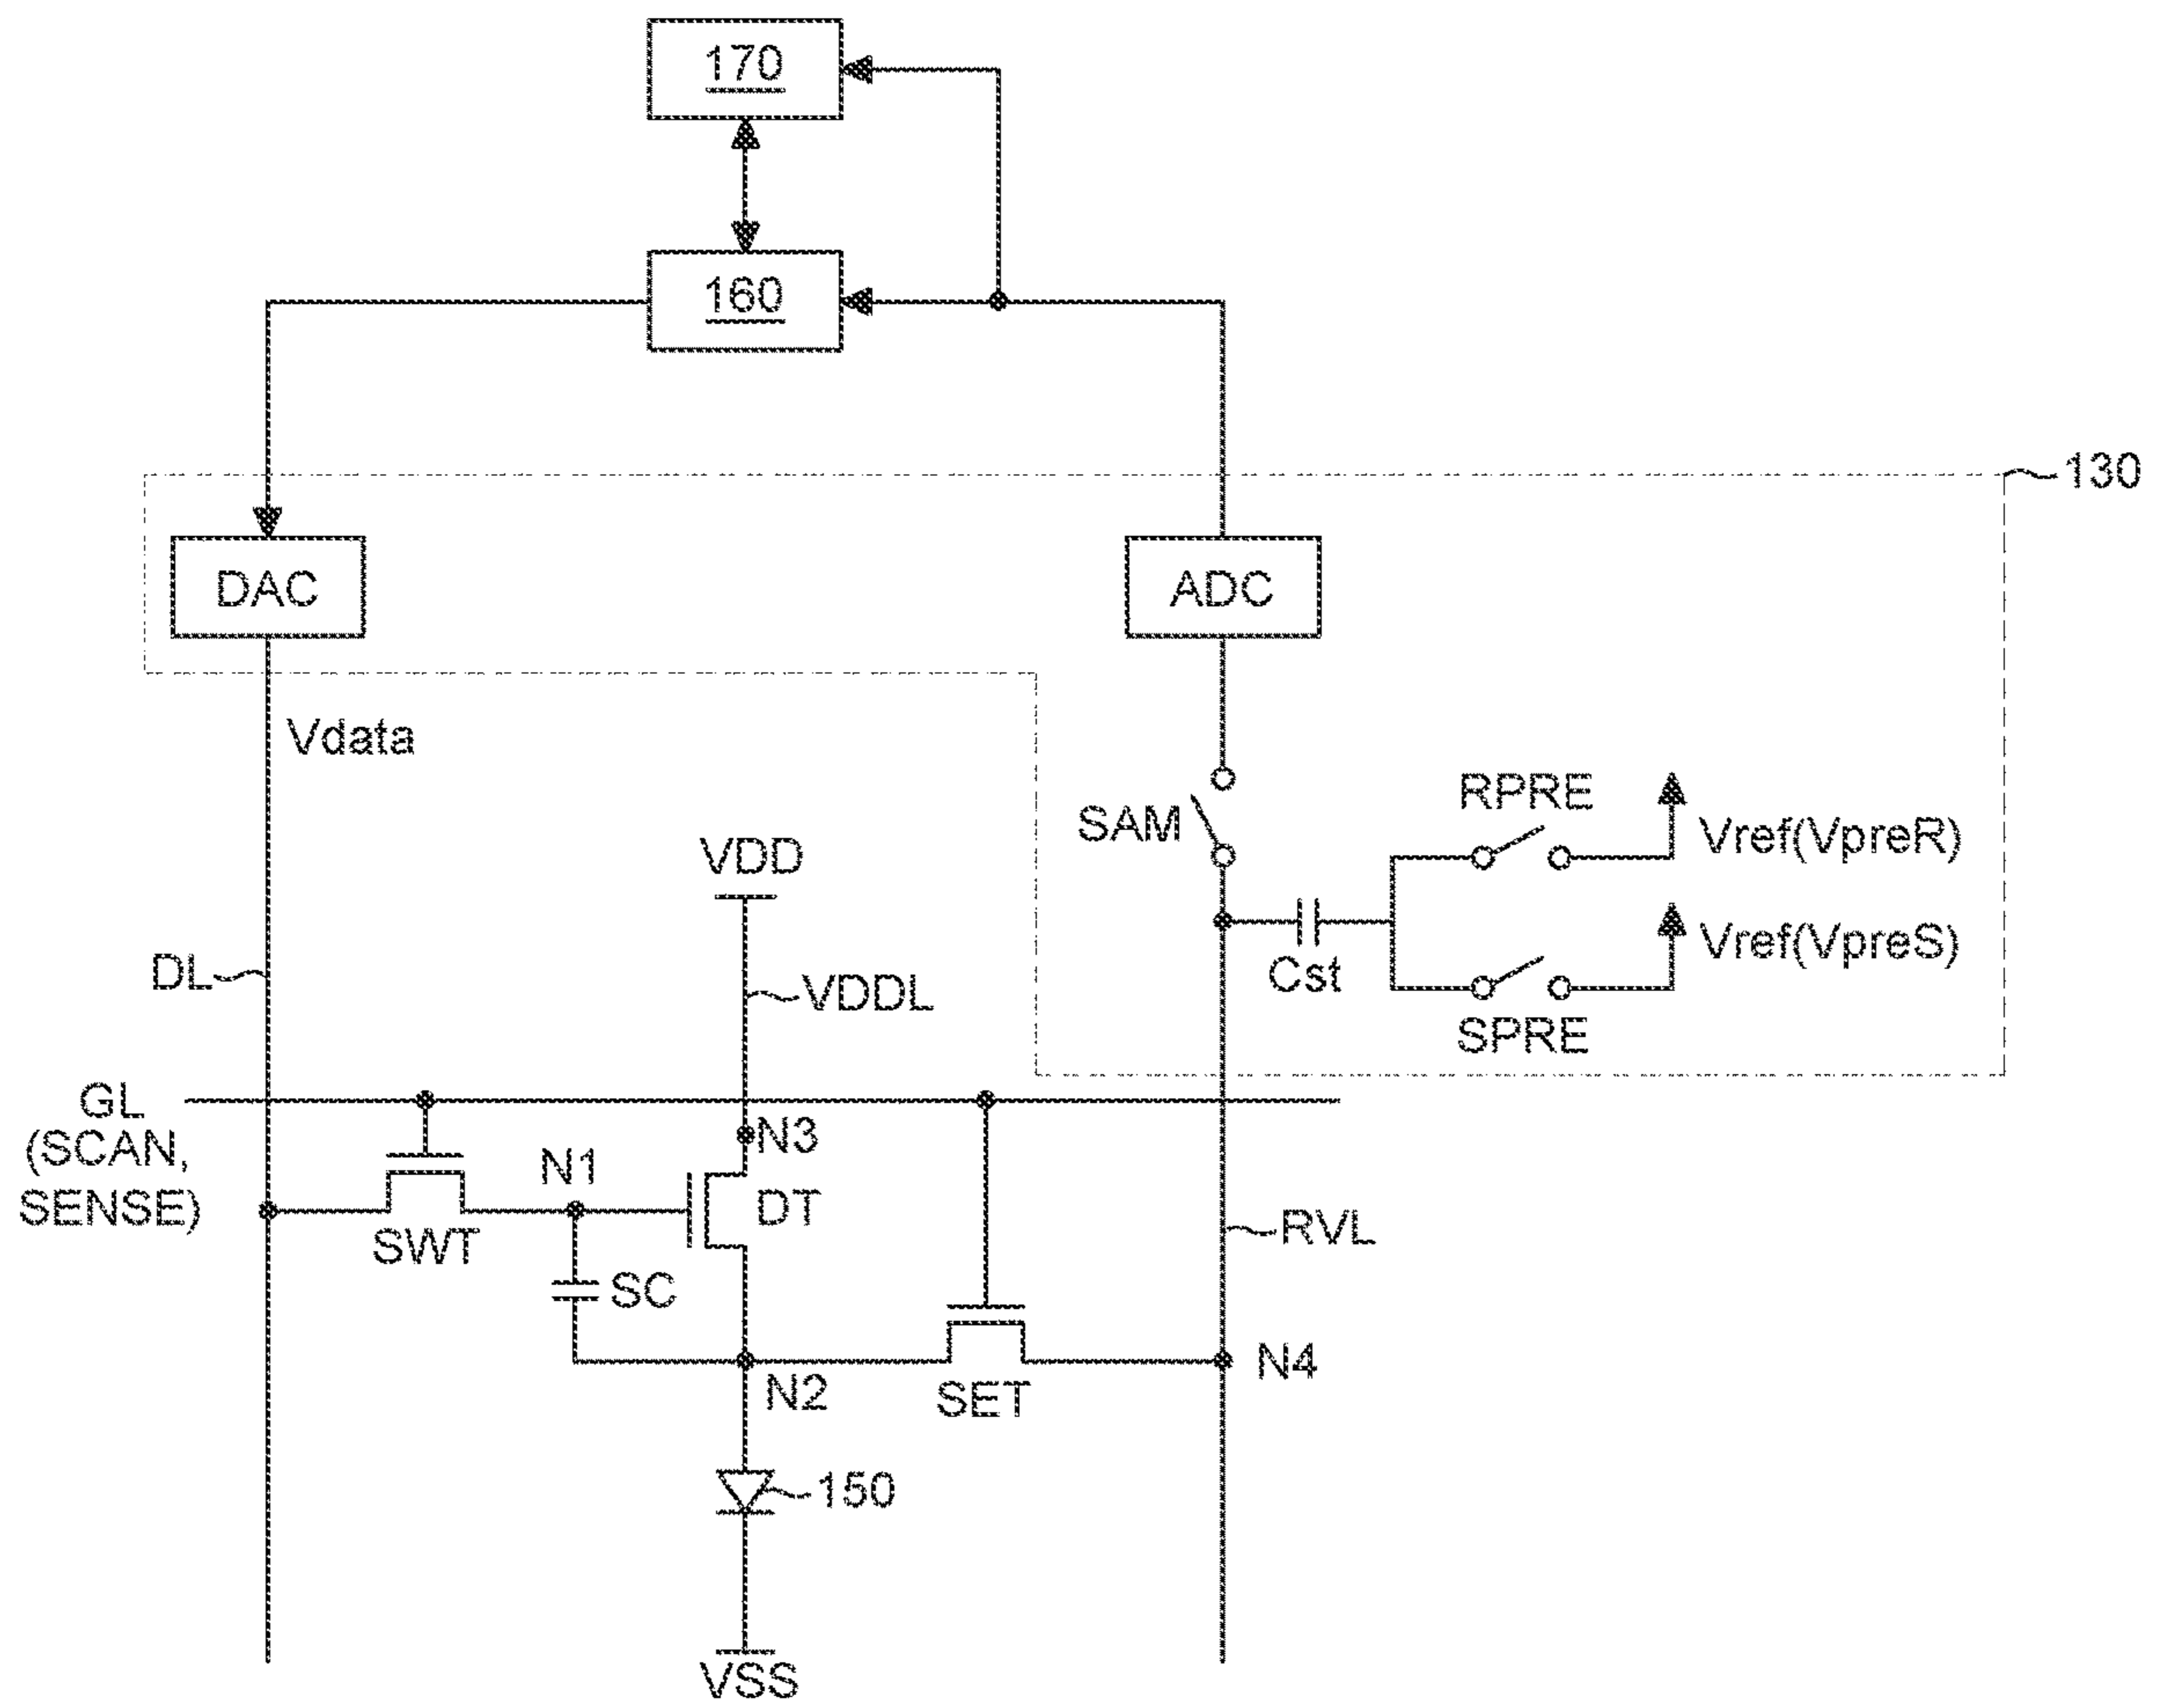 170
160
130
DAC
ADC
Vdata
RPRE
SAM
Vref(VpreR)
VDD
Vref(VpreS)
DL
Cst
VDDL
SPRE
GL
(SCAN,
SENSE)
N3
N1
DT
SWT
RVL
SC
N4
N2
SET
150
VSS